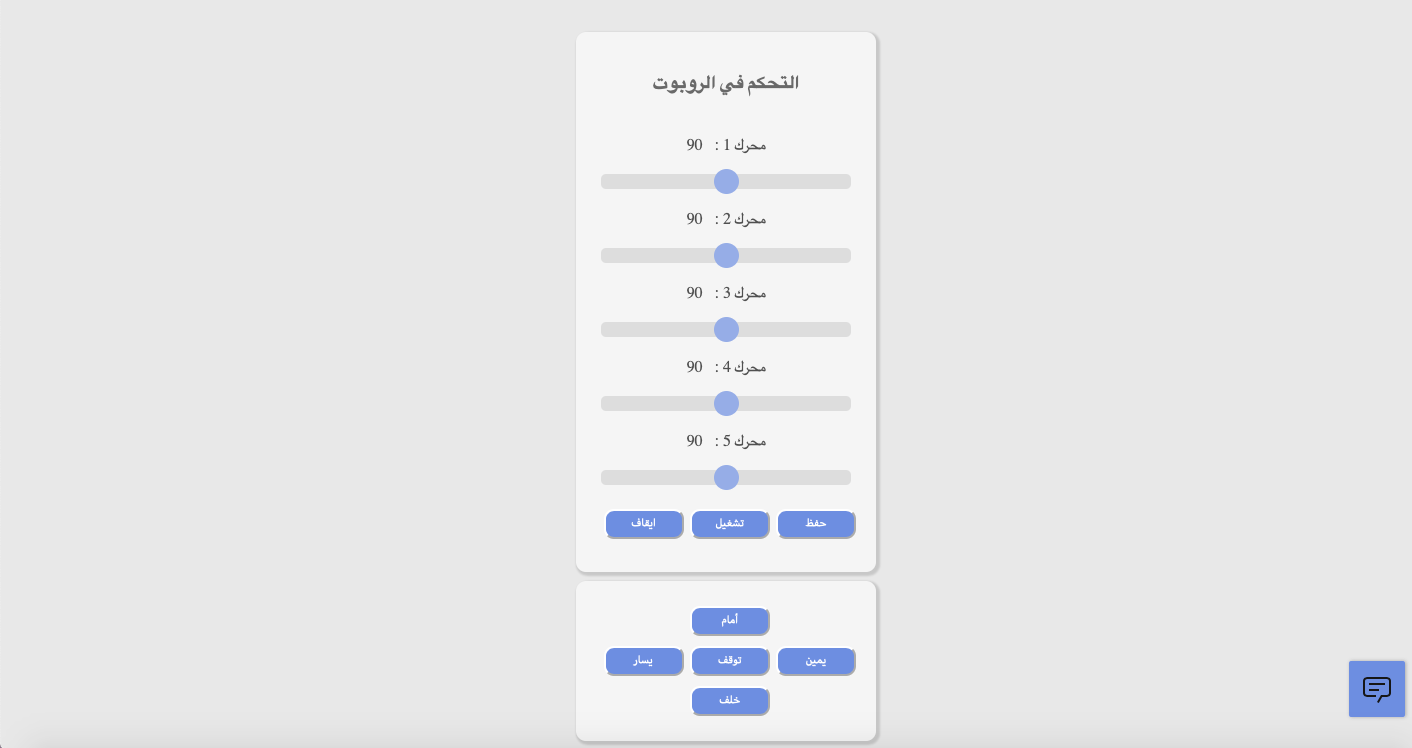 التحكم في الروبوت
محرك 1 : 90
محرك 2 : 90
محرك 3 : 90
محرك 4 : 90
محرك 5 : 90
حفظ تشغيل ايقاف
أمام
يمين توقف يسار
خلف